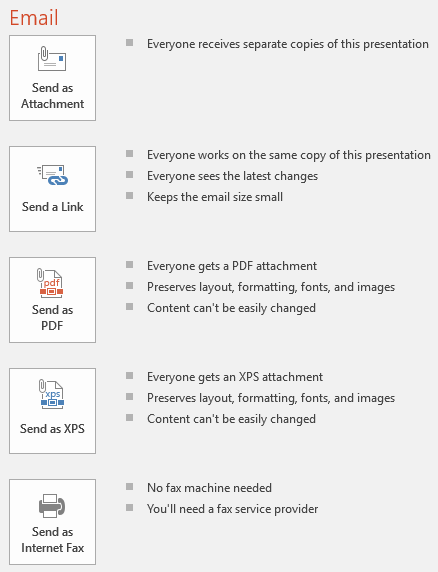 Email
Send as
Attachment
Everyone receives separate copies of this presentation
Send a Link
Everyone works on the same copy of this presentation
Everyone sees the latest changes
Keeps the email size small
pdf
Send as
PDF
Everyone gets a PDF attachment
Preserves layout, formatting, fonts, and images
Content can't be easily changed
xps
Send as XPS
Everyone gets an XPS attachment
Preserves layout, formatting, fonts, and images
Content can't be easily changed
Send as
Internet Fax
No fax machine needed
You'll need a fax service provider